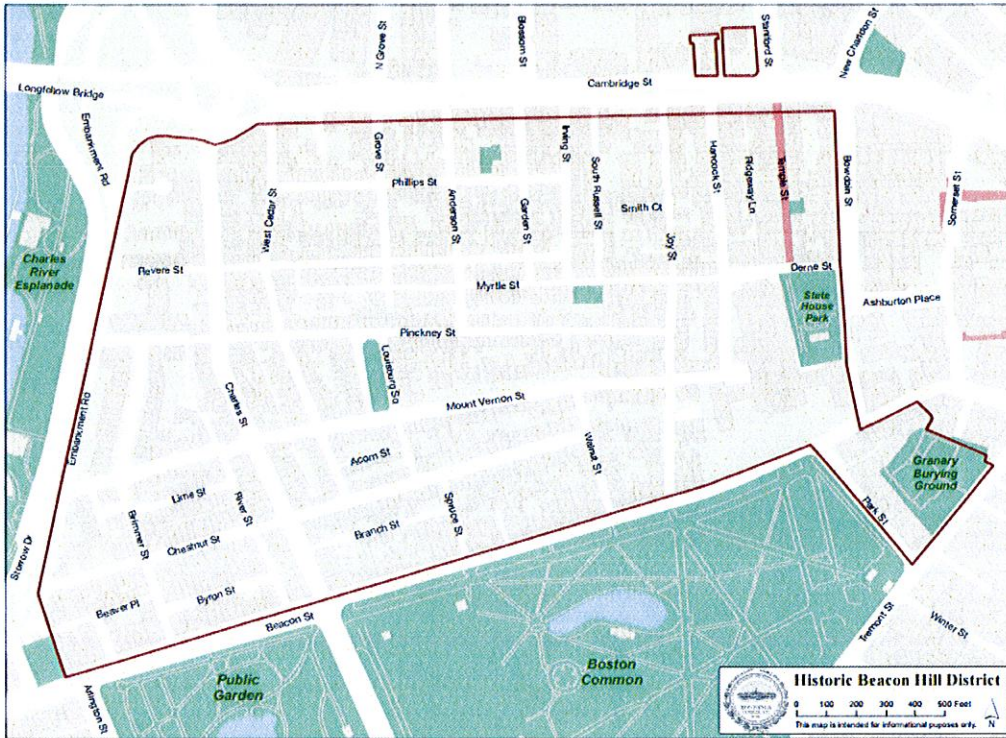 N Grove St
Blossom St
Staniford St
New Chardon St
Cambridge St
Longfellow Bridge
Embankment Rd
Grove St
Irving St
South Russell St
Hancock St
Ridgeway Ln
Temple St
Bowdoin St
Somerset St
West Cedar St
Phillips St
Anderson St
Garden St
Smith Ct
Joy St
Charles
River
Esplanade
Revere St
Myrtle St
Derne St
State
House
Park
Ashburton Place
Pinckney St
Louisburg Sq
Charles St
Mount Vernon St
Embankment Rd
Acorn St
Walnut St
Granary
Burying
Ground
Lime St
River St
Spruce St
Park St
Brimmer St
Chestnut St
Branch St
Storrow Dr
Beaver Pl
Byron St
Beacon St
Tremont St
Winter St
Arlington St
Public
Garden
Boston
Common
Historic Beacon Hill District
0 100 200 300 400 500 Feet
This map is intended for informational purposes only.
N